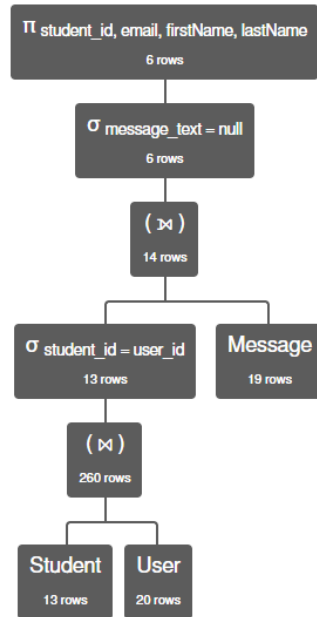 π student_id, email, firstName, lastName
6 rows
σ message_text = null
6 rows
( ⟕ )
14 rows
σ student_id = user_id
13 rows
Message
19 rows
( ⋈ )
260 rows
Student
13 rows
User
20 rows